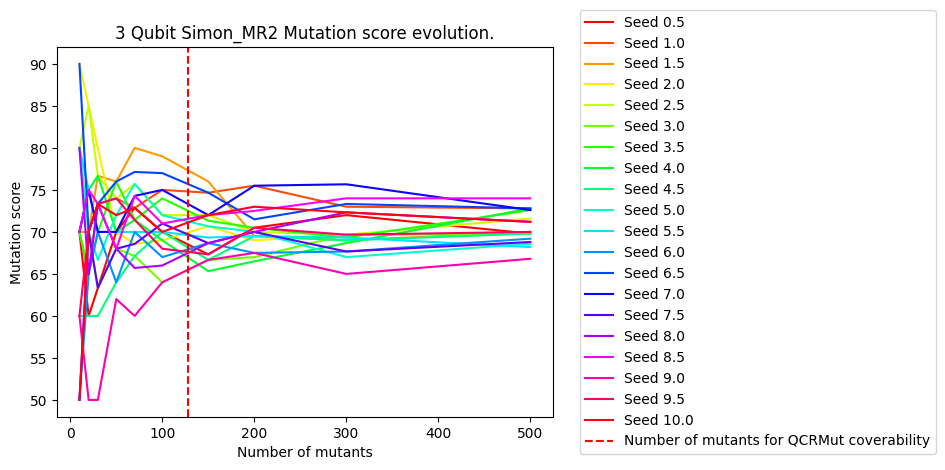 3 Qubit Simon_MR2 Mutation score evolution.
Mutation score
90
85
80
75
70
65
60
55
50
0
100
200
300
400
500
Number of mutants
Seed 0.5
Seed 1.0
Seed 1.5
Seed 2.0
Seed 2.5
Seed 3.0
Seed 3.5
Seed 4.0
Seed 4.5
Seed 5.0
Seed 5.5
Seed 6.0
Seed 6.5
Seed 7.0
Seed 7.5
Seed 8.0
Seed 8.5
Seed 9.0
Seed 9.5
Seed 10.0
Number of mutants for QCRMut coverability